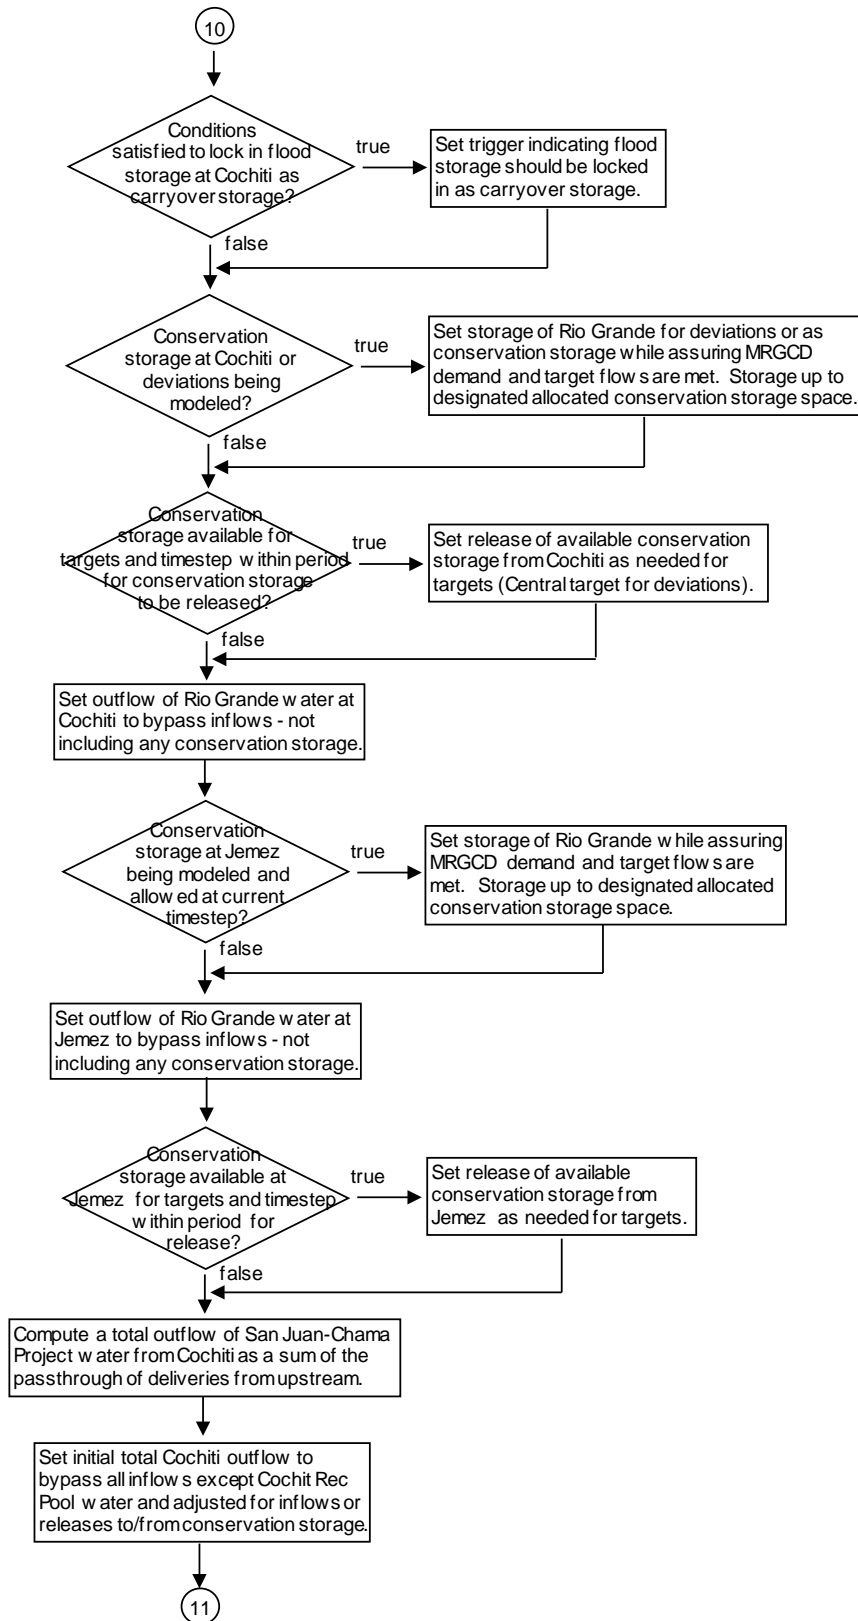 10
Conditions
satisfied to lock in flood
storage at Cochiti as
carryover storage?
true
Set trigger indicating flood
storage should be locked
in as carryover storage.
false
Conservation
storage at Cochiti or
deviations being
modeled?
true
Set storage of Rio Grande for deviations or as
conservation storage while assuring MRGCD
demand and target flows are met. Storage up to
designated allocated conservation storage space.
false
Conservation
storage available for
targets and timestep within period
for conservation storage
to be released?
true
Set release of available conservation
storage from Cochiti as needed for
targets (Central target for deviations).
false
Set outflow of Rio Grande water at
Cochiti to bypass inflows - not
including any conservation storage.
Conservation
storage at Jemez
being modeled and
allowed at current
timestep?
true
Set storage of Rio Grande while assuring
MRGCD demand and target flows are
met. Storage up to designated allocated
conservation storage space.
false
Set outflow of Rio Grande water at
Jemez to bypass inflows - not
including any conservation storage.
Conservation
storage available at
Jemez for targets and timestep
within period for
release?
true
Set release of available
conservation storage from
Jemez as needed for targets.
false
Compute a total outflow of San Juan-Chama
Project water from Cochiti as a sum of the
passthrough of deliveries from upstream.
Set initial total Cochiti outflow to
bypass all inflows except Cochit Rec
Pool water and adjusted for inflows or
releases to/from conservation storage.
11